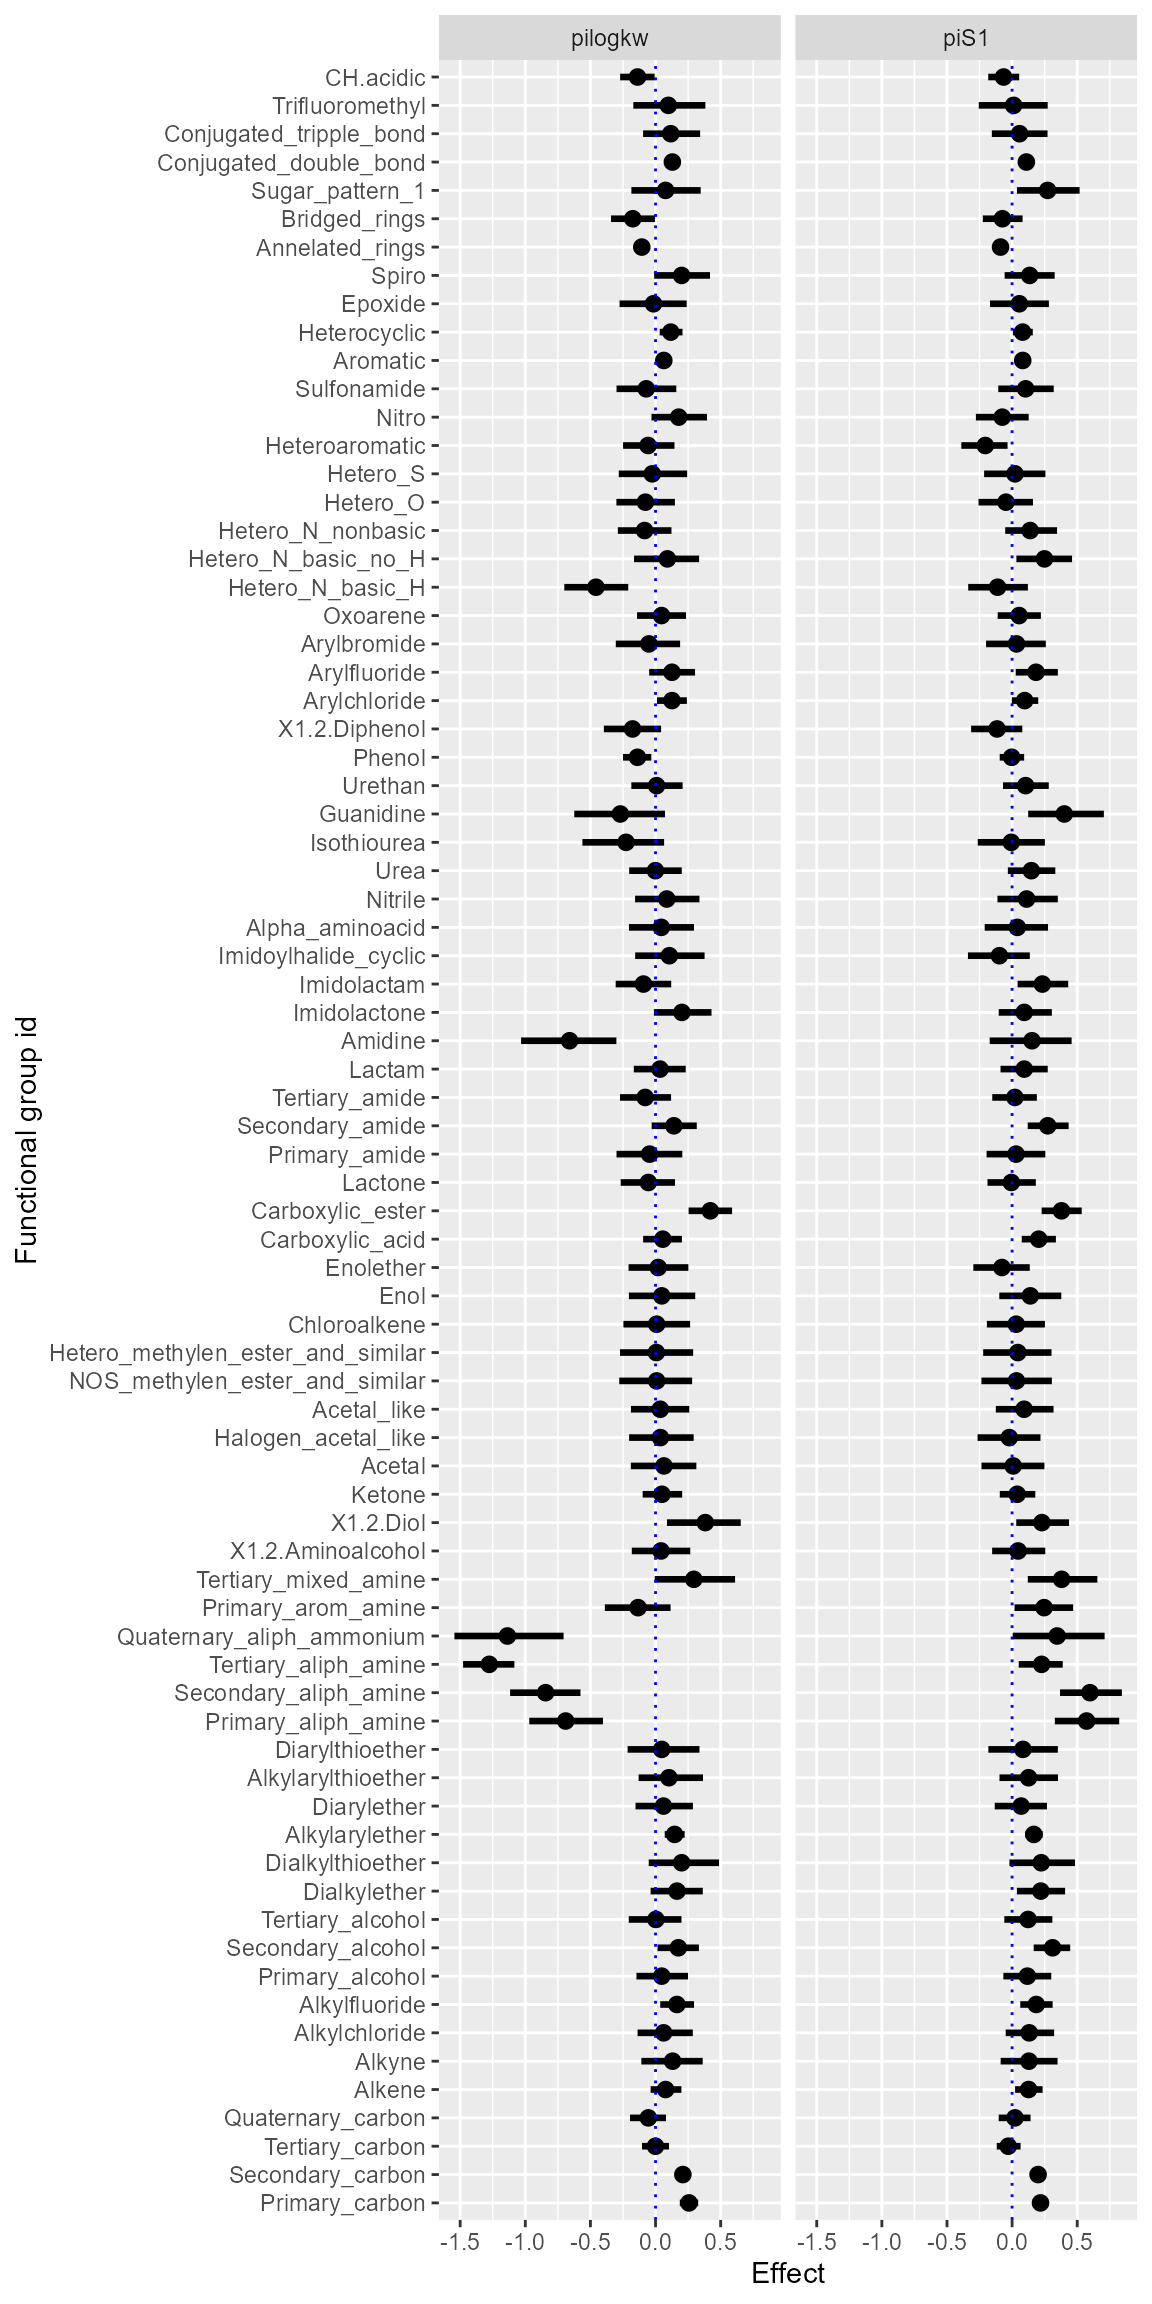 pilogkw piS1
CH.acidic
Trifluoromethyl
Conjugated_tripple_bond
Conjugated_double_bond
Sugar_pattern_1
Bridged_rings
Annelated_rings
Spiro
Epoxide
Heterocyclic
Aromatic
Sulfonamide
Nitro
Heteroaromatic
Hetero_S
Hetero_O
Hetero_N_nonbasic
Hetero_N_basic_no_H
Hetero_N_basic_H
Oxoarene
Arylbromide
Arylfluoride
Arylchloride
X1.2.Diphenol
Phenol
Urethan
Guanidine
Isothiourea
Urea
Nitrile
Alpha_aminoacid
Imidoylhalide_cyclic
Imidolactam
Imidolactone
Amidine
Lactam
Tertiary_amide
Secondary_amide
Primary_amide
Lactone
Carboxylic_ester
Carboxylic_acid
Enolether
Enol
Chloroalkene
Hetero_methylen_ester_and_similar
NOS_methylen_ester_and_similar
Acetal_like
Halogen_acetal_like
Acetal
Ketone
X1.2.Diol
X1.2.Aminoalcohol
Tertiary_mixed_amine
Primary_arom_amine
Quaternary_aliph_ammonium
Tertiary_aliph_amine
Secondary_aliph_amine
Primary_aliph_amine
Diarylthioether
Alkylarylthioether
Diarylether
Alkylarylether
Dialkylthioether
Dialkylether
Tertiary_alcohol
Secondary_alcohol
Primary_alcohol
Alkylfluoride
Alkylchloride
Alkyne
Alkene
Quaternary_carbon
Tertiary_carbon
Secondary_carbon
Primary_carbon
Functional group id
-1.5 -1.0 -0.5 0.0 0.5 -1.5 -1.0 -0.5 0.0 0.5
Effect